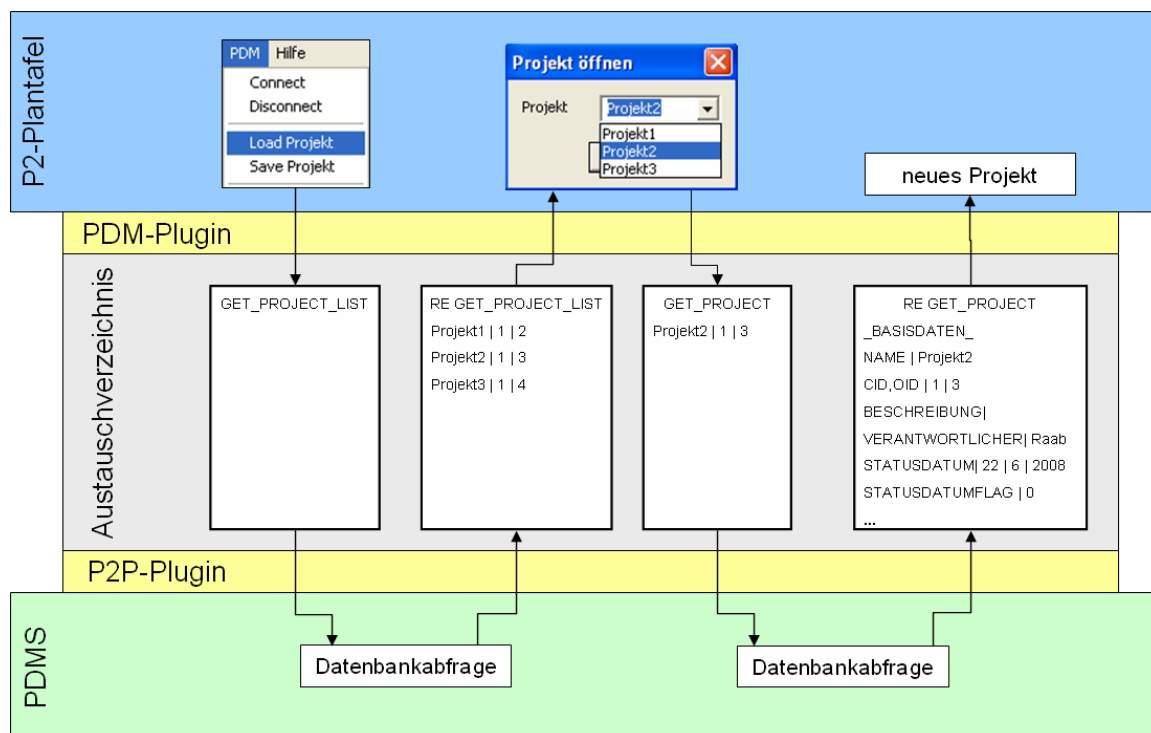 P2-Plantafel
PDM Hilfe
Connect
Disconnect
Load Projekt
Save Projekt
Projekt öffnen
Projekt Projekt2
Projekt1
Projekt2
Projekt3
neues Projekt
PDM-Plugin
Austauschverzeichnis
GET_PROJECT_LIST
RE GET_PROJECT_LIST
Projekt1 | 1 | 2
Projekt2 | 1 | 3
Projekt3 | 1 | 4
GET_PROJECT
Projekt2 | 1 | 3
RE GET_PROJECT
_BASISDATEN_
NAME | Projekt2
CID,OID | 1 | 3
BESCHREIBUNG|
VERANTWORTLICHER| Raab
STATUSDATUM| 22 | 6 | 2008
STATUSDATUMFLAG | 0
...
P2P-Plugin
PDMS
Datenbankabfrage
Datenbankabfrage